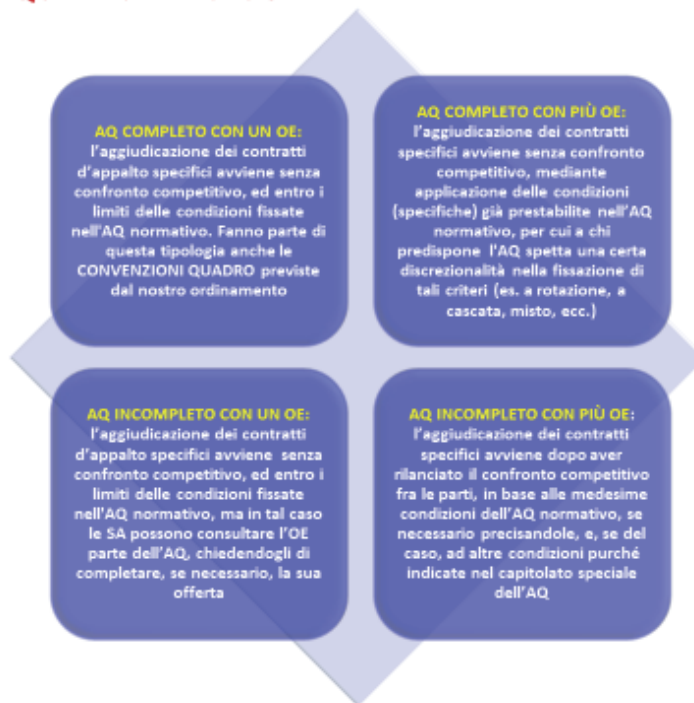 AQ COMPLETO CON UN OE:
l'aggiudicazione dei contratti
d'appalto specifici avviene senza
confronto competitivo, ed entro i
limiti delle condizioni fissate
nell'AQ normativo. Fanno parte di
questa tipologia anche le
CONVENZIONI QUADRO previste
dal nostro ordinamento
AQ COMPLETO CON PIÙ OE:
l'aggiudicazione dei contratti
specifici avviene senza confronto
competitivo, mediante
applicazione delle condizioni
(specifiche) già prestabilite nell'AQ
normativo, per cui a chi
predispone l'AQ spetta una certa
discrezionalità nella fissazione di
tali criteri (es. a rotazione, a
cascata, misto, ecc.)
AQ INCOMPLETO CON UN OE:
l'aggiudicazione dei contratti
d'appalto specifici avviene senza
confronto competitivo, ed entro i
limiti delle condizioni fissate
nell'AQ normativo, ma in tal caso
le SA possono consultare l'OE
parte dell'AQ, chiedendogli di
completare, se necessario, la sua
offerta
AQ INCOMPLETO CON PIÙ OE:
l'aggiudicazione dei contratti
specifici avviene dopo aver
rilanciato il confronto competitivo
fra le parti, in base alle medesime
condizioni dell'AQ normativo, se
necessario precisandole, e, se del
caso, ad altre condizioni purché
indicate nel capitolato speciale
dell'AQ